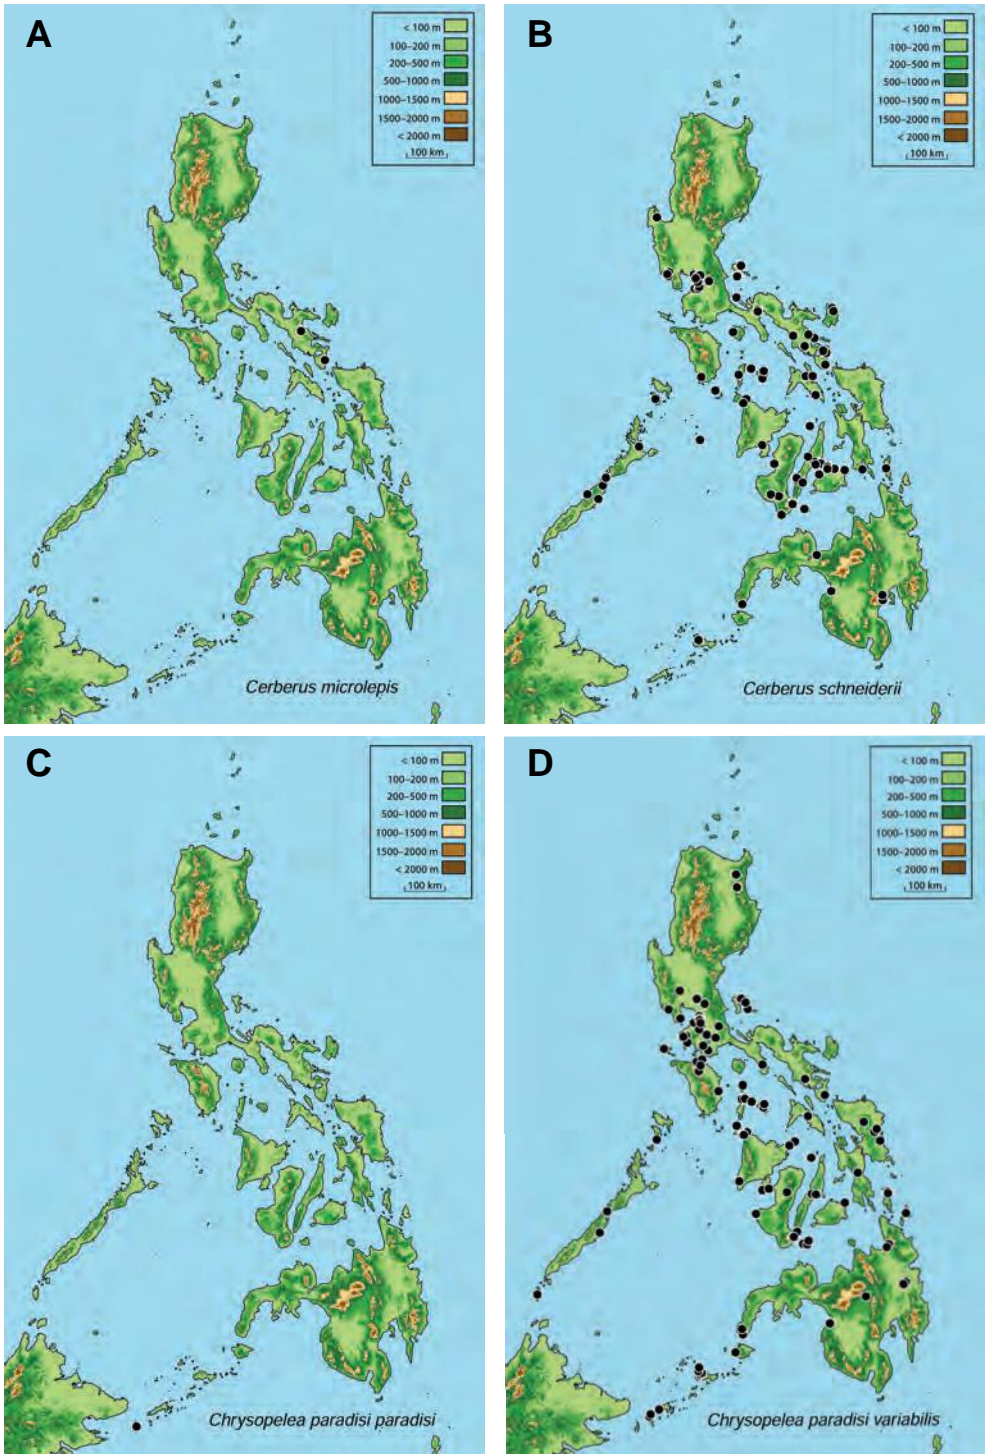 A
< 100 m
100–200 m
200–500 m
500–1000 m
1000–1500 m
1500–2000 m
< 2000 m
100 km
Cerberus microlepis
B
< 100 m
100–200 m
200–500 m
500–1000 m
1000–1500 m
1500–2000 m
< 2000 m
100 km
Cerberus schneiderii
C
< 100 m
100–200 m
200–500 m
500–1000 m
1000–1500 m
1500–2000 m
< 2000 m
100 km
Chrysopelea paradisi paradisi
D
< 100 m
100–200 m
200–500 m
500–1000 m
1000–1500 m
1500–2000 m
< 2000 m
100 km
Chrysopelea paradisi variabilis